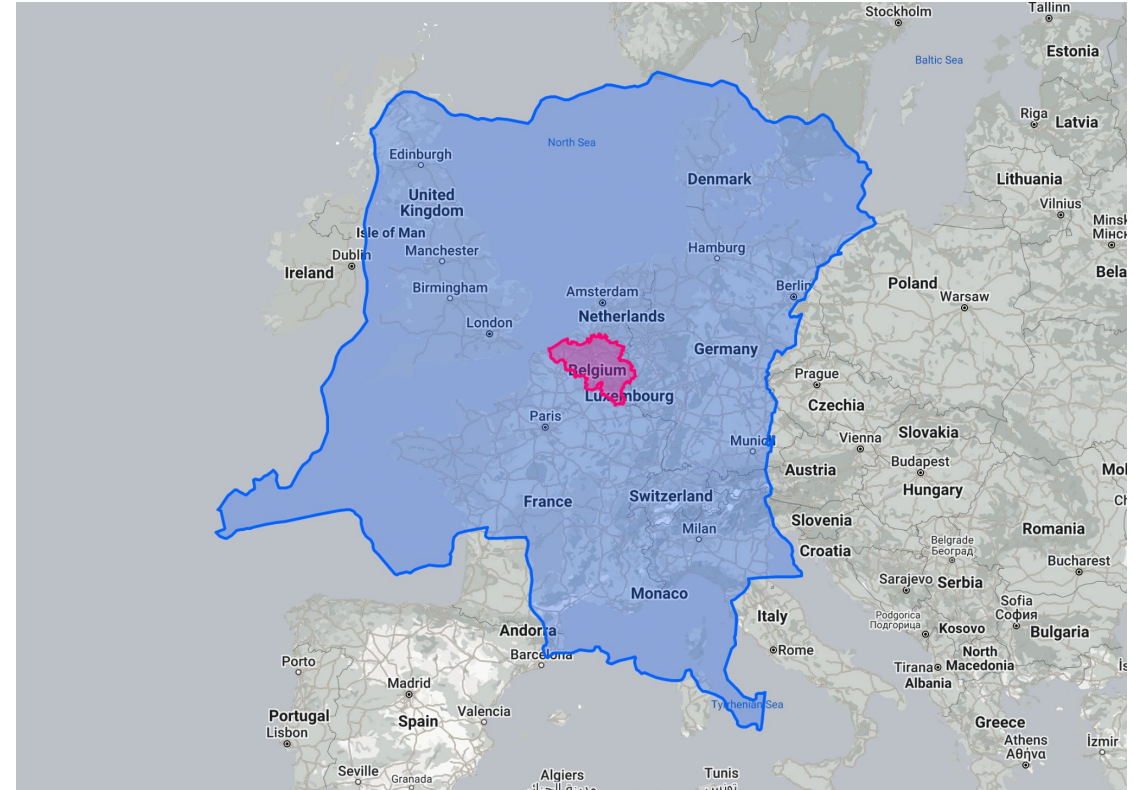 Stockholm
Tallinn
Estonia
Baltic Sea
Riga
Latvia
North Sea
Edinburgh
Denmark
Lithuania
United
Kingdom
Vilnius
Minsk
Isle of Man
Manchester
Hamburg
Dublin
Ireland
Bela
Birmingham
Amsterdam
Berlin
Poland
Warsaw
Netherlands
London
Germany
Belgium
Prague
Luxembourg
Czechia
Paris
Munich
Vienna
Slovakia
Budapest
Austria
Mol
Hungary
France
Switzerland
Slovenia
Milan
Romania
Croatia
Belgrade
Београд
Bucharest
Sarajevo
Serbia
Monaco
Sofia
София
Italy
Podgorica
Подгорица
Kosovo
Bulgaria
Andorra
Barcelona
Rome
North
Macedonia
Porto
Tirana
Albania
Madrid
Tyrrhenian Sea
Portugal
Valencia
Spain
Lisbon
Greece
Athens
Αθήνα
İzmir
Seville
Granada
Algiers
Tunis